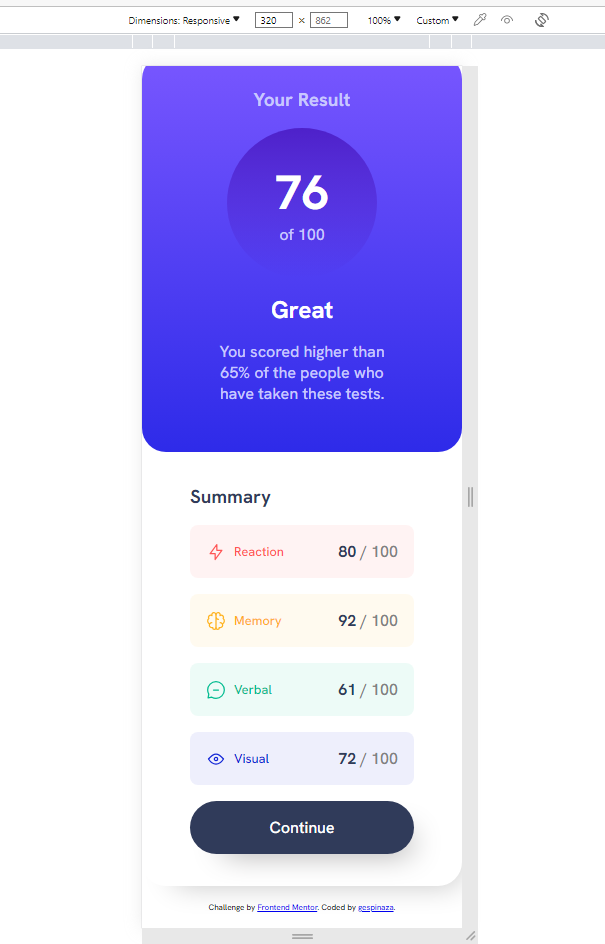 Dimensions: Responsive 320 × 862 100% Custom
Your Result
76
of 100
Great
You scored higher than
65% of the people who
have taken these tests.
Summary
Reaction 80 / 100
Memory 92 / 100
Verbal 61 / 100
Visual 72 / 100
Continue
Challenge by Frontend Mentor. Coded by gespinaza.